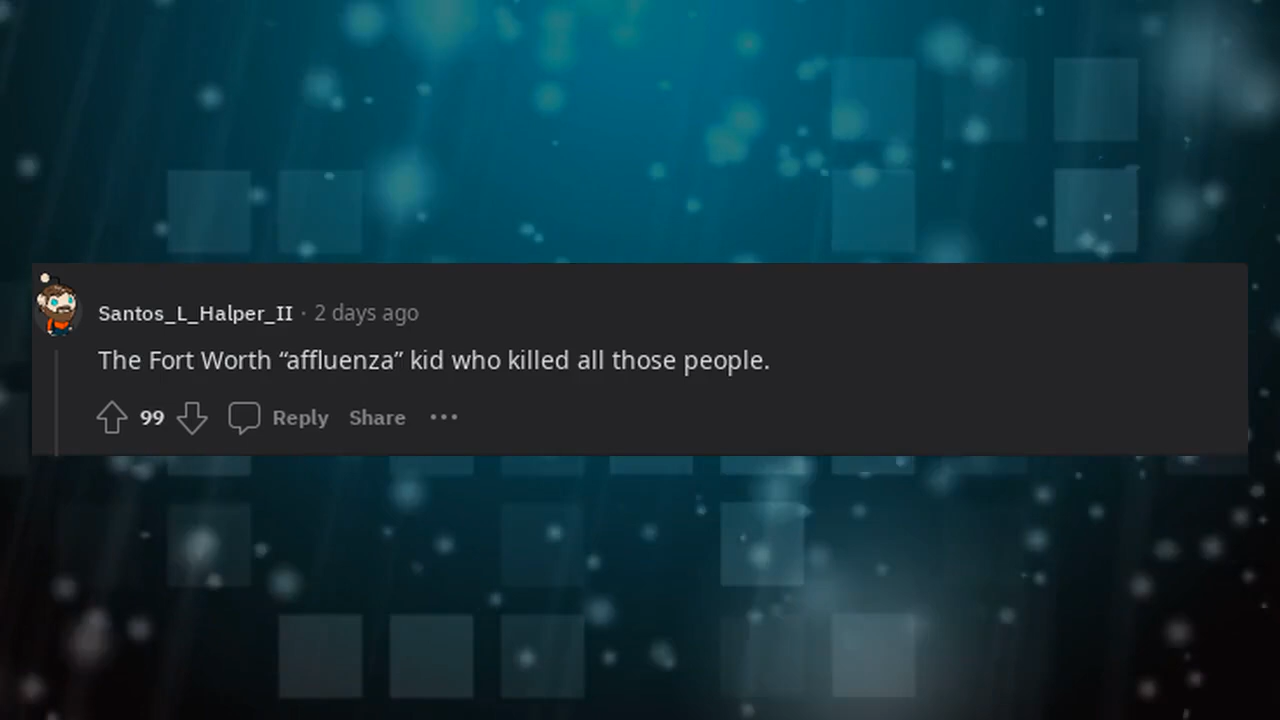 Santos_L_Halper_II · 2 days ago
The Fort Worth “affluenza” kid who killed all those people.
99 Reply Share ···